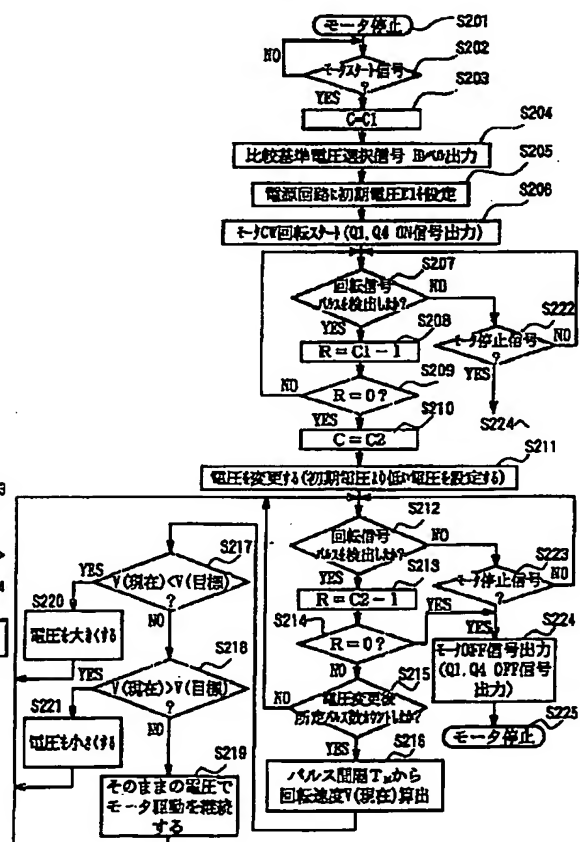 モータ停止
S201
S202
NO
モータスタート信号
?
YES
S203
C=C1
S204
比較基準電圧選択信号 Hレベル出力
S205
電源回路に初期電圧E1を設定
S206
モータCW回転スタート(Q1, Q4 ON信号出力)
S207
回転信号
パルスを検出したか?
NO
YES
S208
R=C1-1
S222
モータ停止信号
?
NO
YES
S224へ
S209
NO
R=0?
S210
YES
C=C2
S211
電圧を変更する(初期電圧より低い電圧を設定する)
S212
回転信号
パルスを検出したか?
NO
YES
S213
R=C2-1
S223
モータ停止信号
?
NO
YES
S214
R=0?
YES
NO
S224
モータOFF信号出力
(Q1, Q4 OFF信号
出力)
S225
モータ停止
S215
電圧変更後
所定パルス数カウントしたか?
NO
YES
S216
パルス間隔Tから
回転速度V(現在)算出
S217
V(現在)<V(目標)
?
YES
NO
S220
電圧を大きくする
S218
V(現在)>V(目標)
?
YES
NO
S221
電圧を小さくする
S219
そのままの電圧で
モータ駆動を継続
する
3